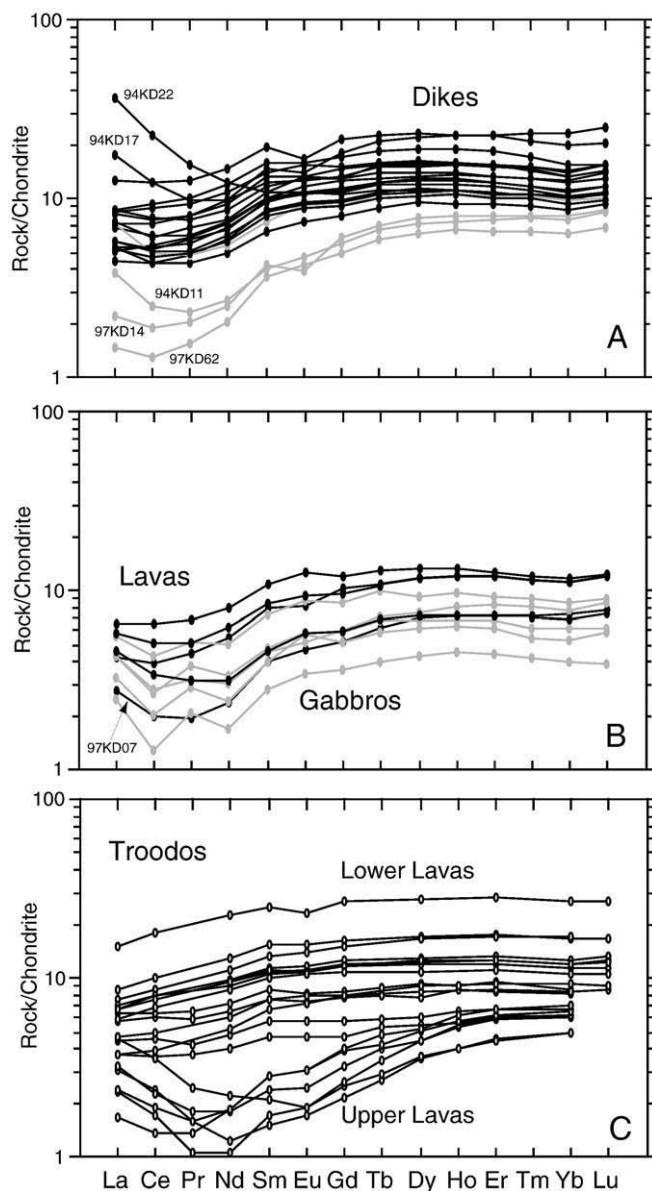 100
94KD22
Dikes
94KD17
10
Rock/Chondrite
94KD11
97KD14
97KD62
A
1
100
Rock/Chondrite
10
Lavas
Gabbros
97KD07
B
1
100
Troodos
Lower Lavas
10
Rock/Chondrite
Upper Lavas
C
1
La Ce Pr Nd Sm Eu Gd Tb Dy Ho Er Tm Yb Lu